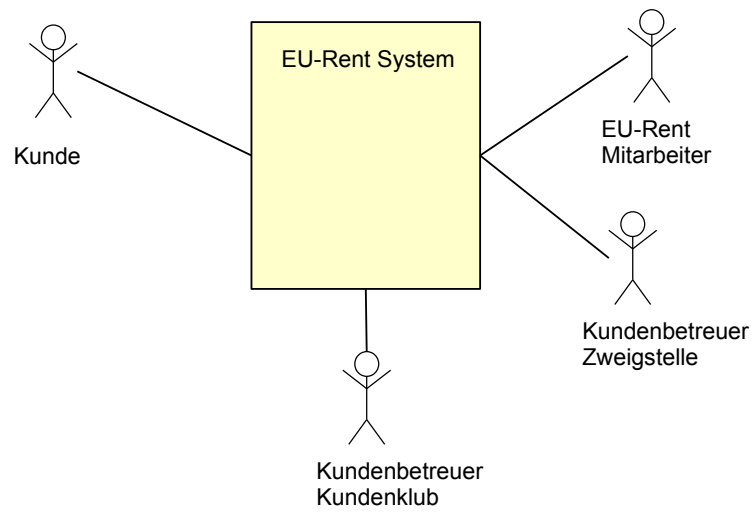 EU-Rent System
Kunde
EU-Rent
Mitarbeiter
Kundenbetreuer
Zweigstelle
Kundenbetreuer
Kundenklub